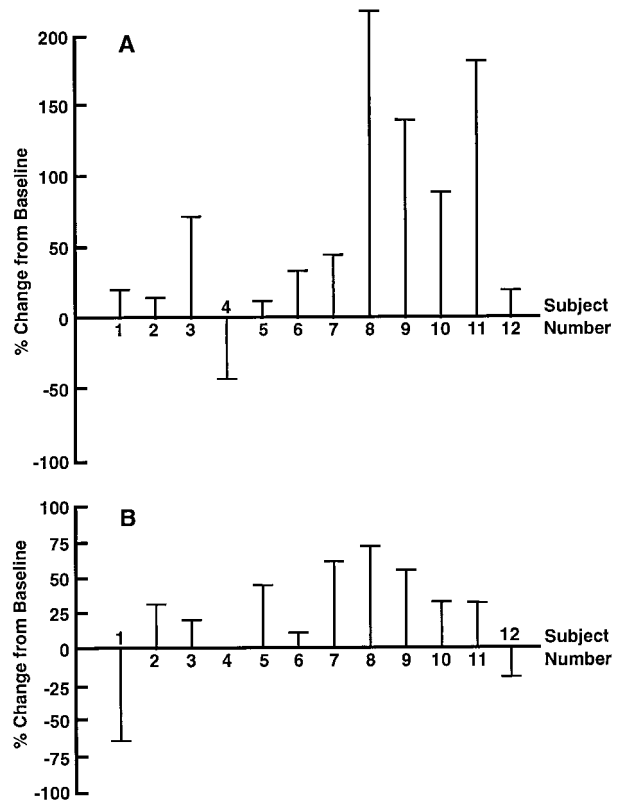 A
200
150
100
50
0
-50
-100
% Change from Baseline
4
1 2 3 5 6 7 8 9 10 11 12
Subject
Number
B
100
75
50
25
0
-25
-50
-75
-100
% Change from Baseline
1
12
2 3 4 5 6 7 8 9 10 11
Subject
Number